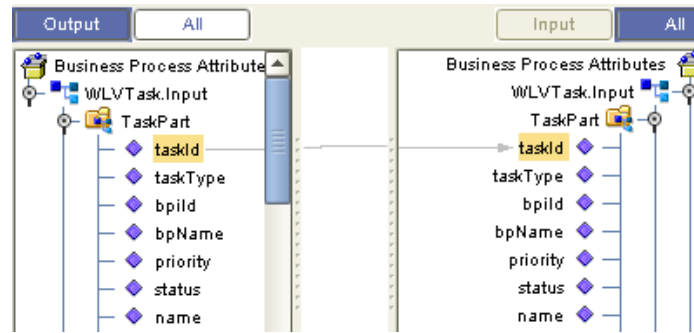 Output All Input All
Business Process Attribute Business Process Attributes
WLVTask.Input WLVTask.Input
TaskPart TaskPart
taskId taskId
taskType taskType
bpiId bpiId
bpName bpName
priority priority
status status
name name